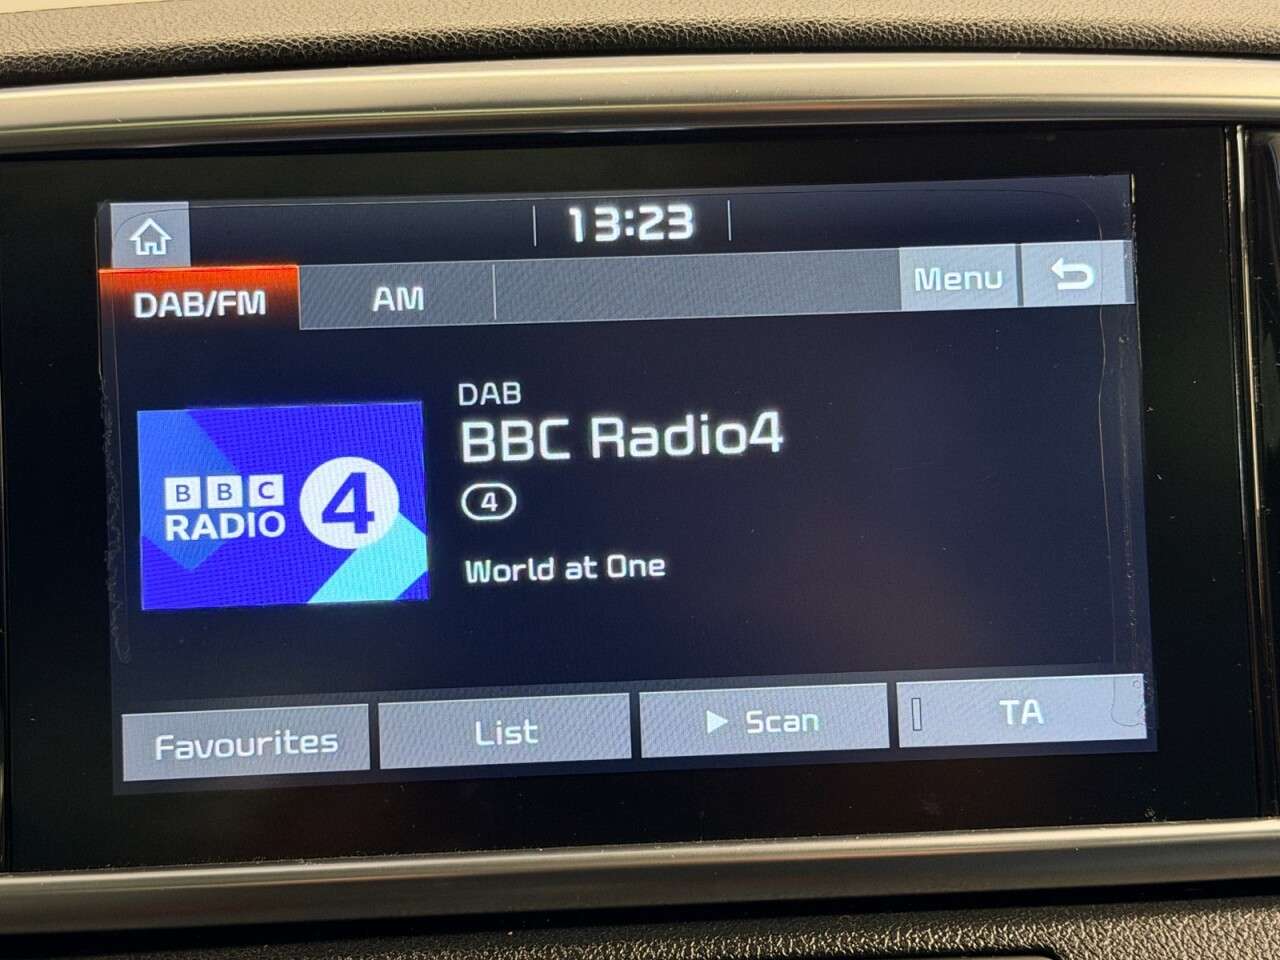 13:23
DAB/FM
AM
Menu
DAB
BBC Radio4
4
World at One
BBC
RADIO 4
Favourites
List
Scan
TA